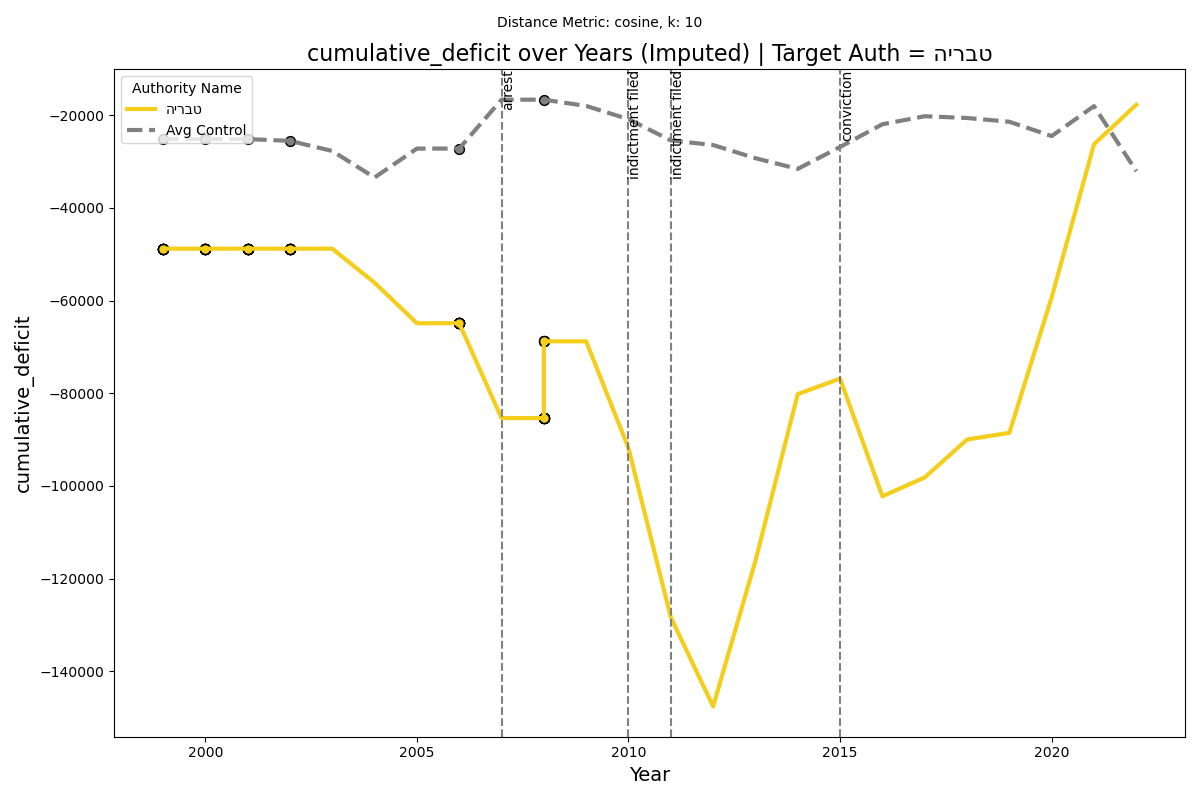 Distance Metric: cosine, k: 10
cumulative_deficit over Years (Imputed) | Target Auth = טבריה
Authority Name
טבריה
Avg Control
arrest
indictment filed
indictment filed
conviction
−20000
−40000
−60000
−80000
−100000
−120000
−140000
cumulative_deficit
2000
2005
2010
2015
2020
Year